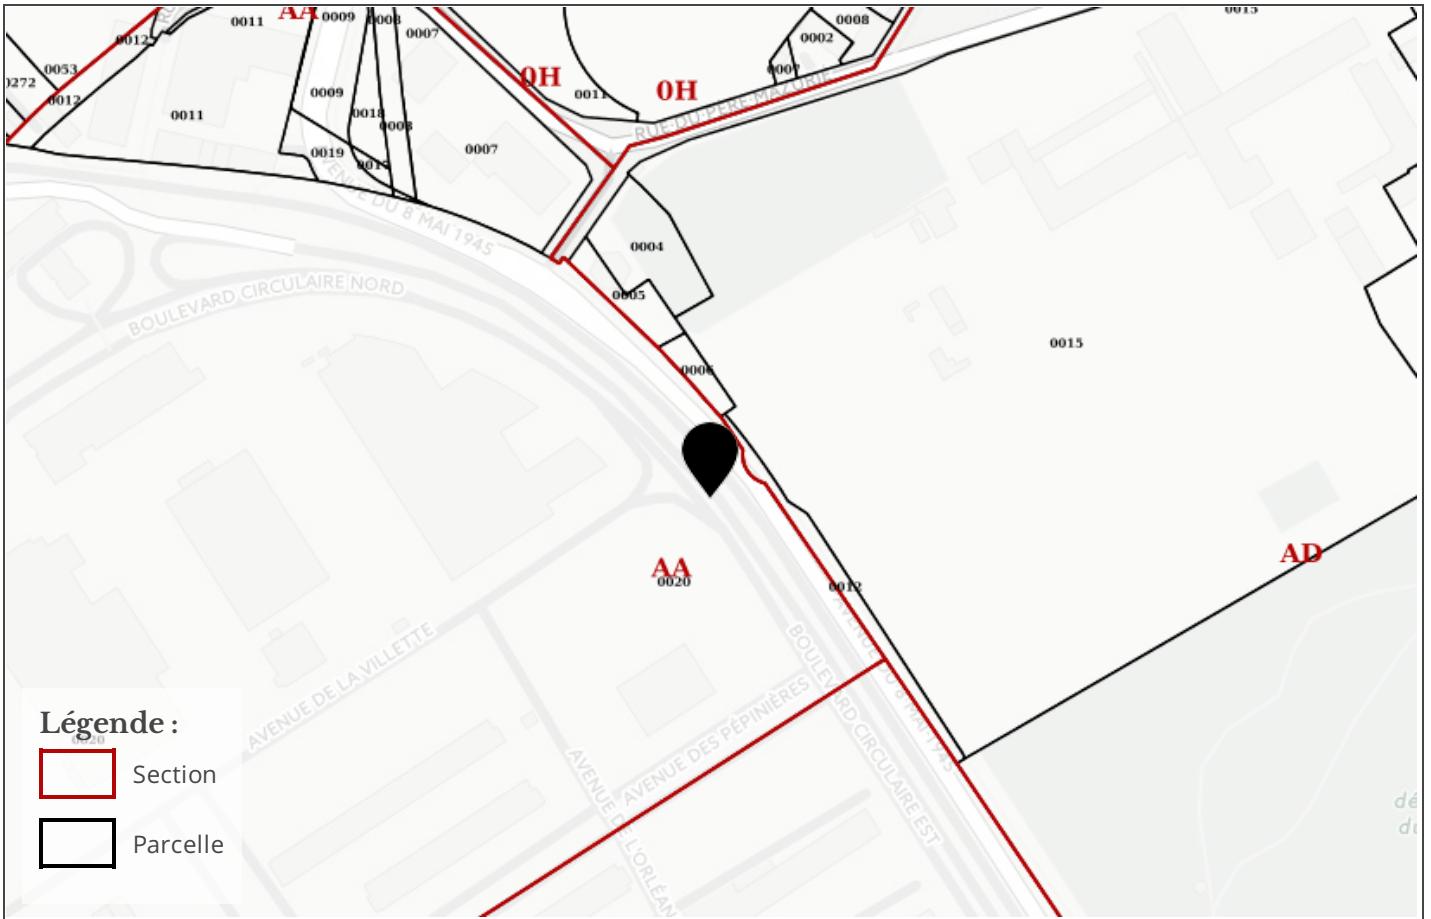 AA
0009
0008
0015
0011
0008
0007
0012
0002
0053
0007
0272
0H
0H
0009
0011
0012
0018
0011
0008
RUE DU PÈRE MAZURIE
0019
0017
0007
AVENUE DU 8 MAI 1945
0004
BOULEVARD CIRCULAIRE NORD
0005
0015
0006
AD
AA
0020
0012
AVENUE DE LA VILLETTE
BOULEVARD CIRCULAIRE EST
AVENUE DU 8 MAI 1945
AVENUE DES PÉPINIÈRES
AVENUE DE L'ORLÉAN
Légende :
0020
Section
Parcelle
dé
du